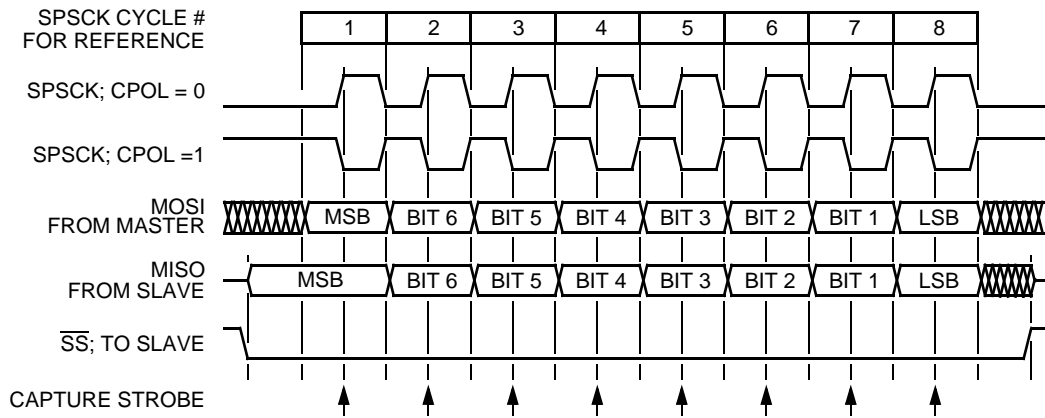 SPSCK CYCLE #
FOR REFERENCE
1 2 3 4 5 6 7 8
SPSCK; CPOL = 0
SPSCK; CPOL =1
MOSI
FROM MASTER
MSB BIT 6 BIT 5 BIT 4 BIT 3 BIT 2 BIT 1 LSB
MISO
FROM SLAVE
MSB BIT 6 BIT 5 BIT 4 BIT 3 BIT 2 BIT 1 LSB
S̅S̅; TO SLAVE
CAPTURE STROBE